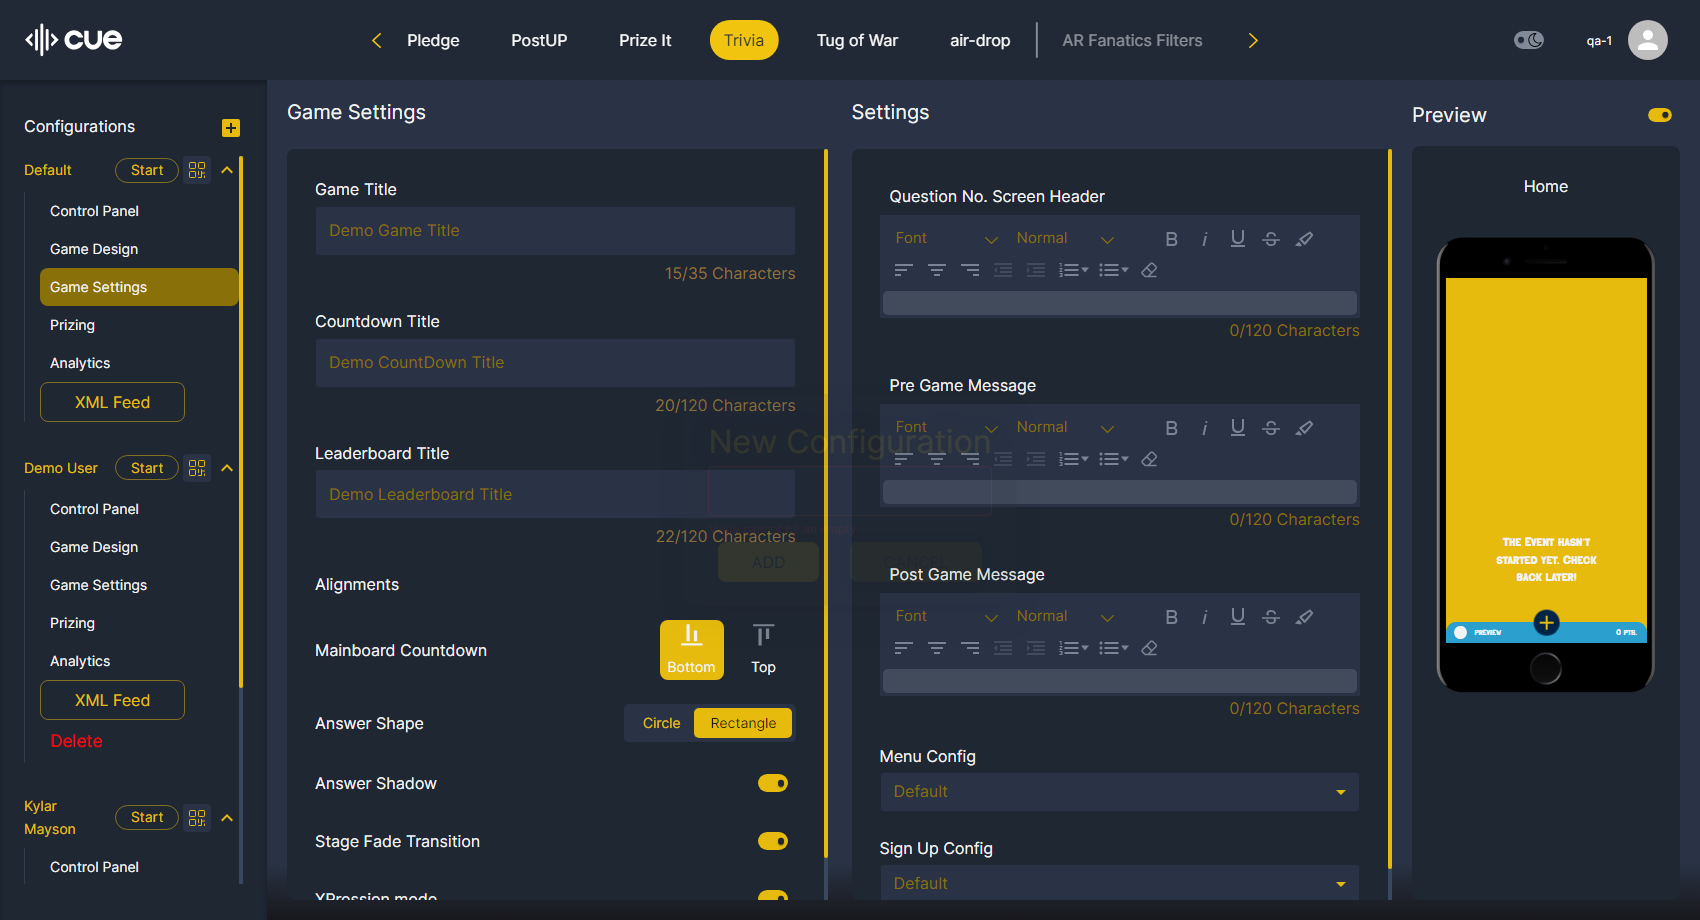 cue
Pledge
PostUP
Prize It
Trivia
Tug of War
air-drop
AR Fanatics Filters
qa-1
Configurations
Default
Start
Control Panel
Game Design
Game Settings
Prizing
Analytics
XML Feed
Demo User
Start
Control Panel
Game Design
Game Settings
Prizing
Analytics
XML Feed
Delete
Kylar
Mayson
Start
Control Panel
Game Settings
Game Title
Demo Game Title
15/35 Characters
Countdown Title
Demo CountDown Title
20/120 Characters
Leaderboard Title
Demo Leaderboard Title
22/120 Characters
Alignments
Mainboard Countdown
Bottom
Top
Answer Shape
Circle
Rectangle
Answer Shadow
Stage Fade Transition
XPression mode
New Configuration
ADD
CANCEL
Settings
Question No. Screen Header
Font
Normal
0/120 Characters
Pre Game Message
Font
Normal
0/120 Characters
Post Game Message
Font
Normal
0/120 Characters
Menu Config
Default
Sign Up Config
Default
Preview
Home
The Event hasn't
started yet. Check
back later!
PREVIEW
0 PTS.